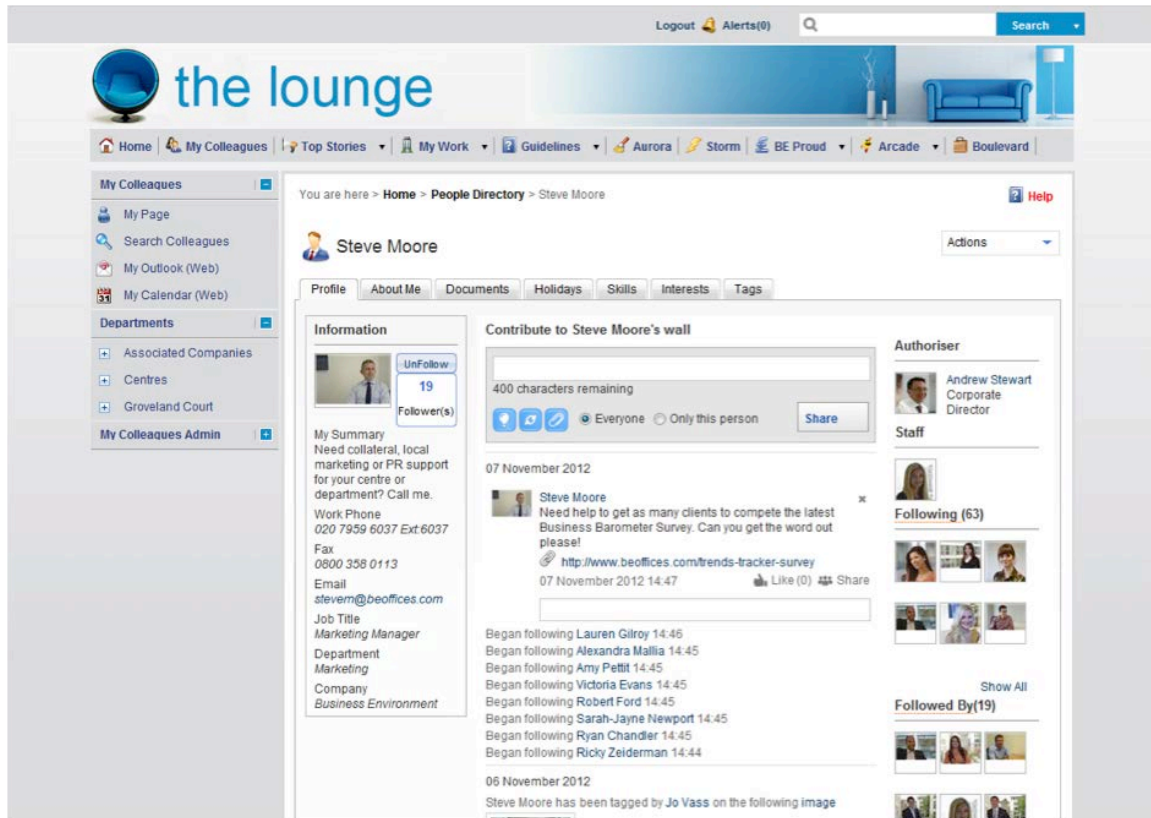 Logout Alerts(0) Search
the lounge
Home My Colleagues Top Stories My Work Guidelines Aurora Storm BE Proud Arcade Boulevard
My Colleagues
My Page
Search Colleagues
My Outlook (Web)
31 My Calendar (Web)
Departments
Associated Companies
Centres
Groveland Court
My Colleagues Admin
You are here > Home > People Directory > Steve Moore
Help
Steve Moore
Actions
Profile About Me Documents Holidays Skills Interests Tags
Information
UnFollow
19
Follower(s)
My Summary
Need collateral, local
marketing or PR support
for your centre or
department? Call me.
Work Phone
020 7959 6037 Ext:6037
Fax
0800 358 0113
Email
stevem@beoffices.com
Job Title
Marketing Manager
Department
Marketing
Company
Business Environment
Contribute to Steve Moore's wall
400 characters remaining
Everyone Only this person Share
07 November 2012
Steve Moore
Need help to get as many clients to compete the latest
Business Barometer Survey. Can you get the word out
please!
http://www.beoffices.com/trends-tracker-survey
07 November 2012 14:47 Like (0) Share
Began following Lauren Gilroy 14:46
Began following Alexandra Mallia 14:45
Began following Amy Pettit 14:45
Began following Victoria Evans 14:45
Began following Robert Ford 14:45
Began following Sarah-Jayne Newport 14:45
Began following Ryan Chandler 14:45
Began following Ricky Zeiderman 14:44
06 November 2012
Steve Moore has been tagged by Jo Vass on the following image
Authoriser
Andrew Stewart
Corporate
Director
Staff
Following (63)
Show All
Followed By(19)